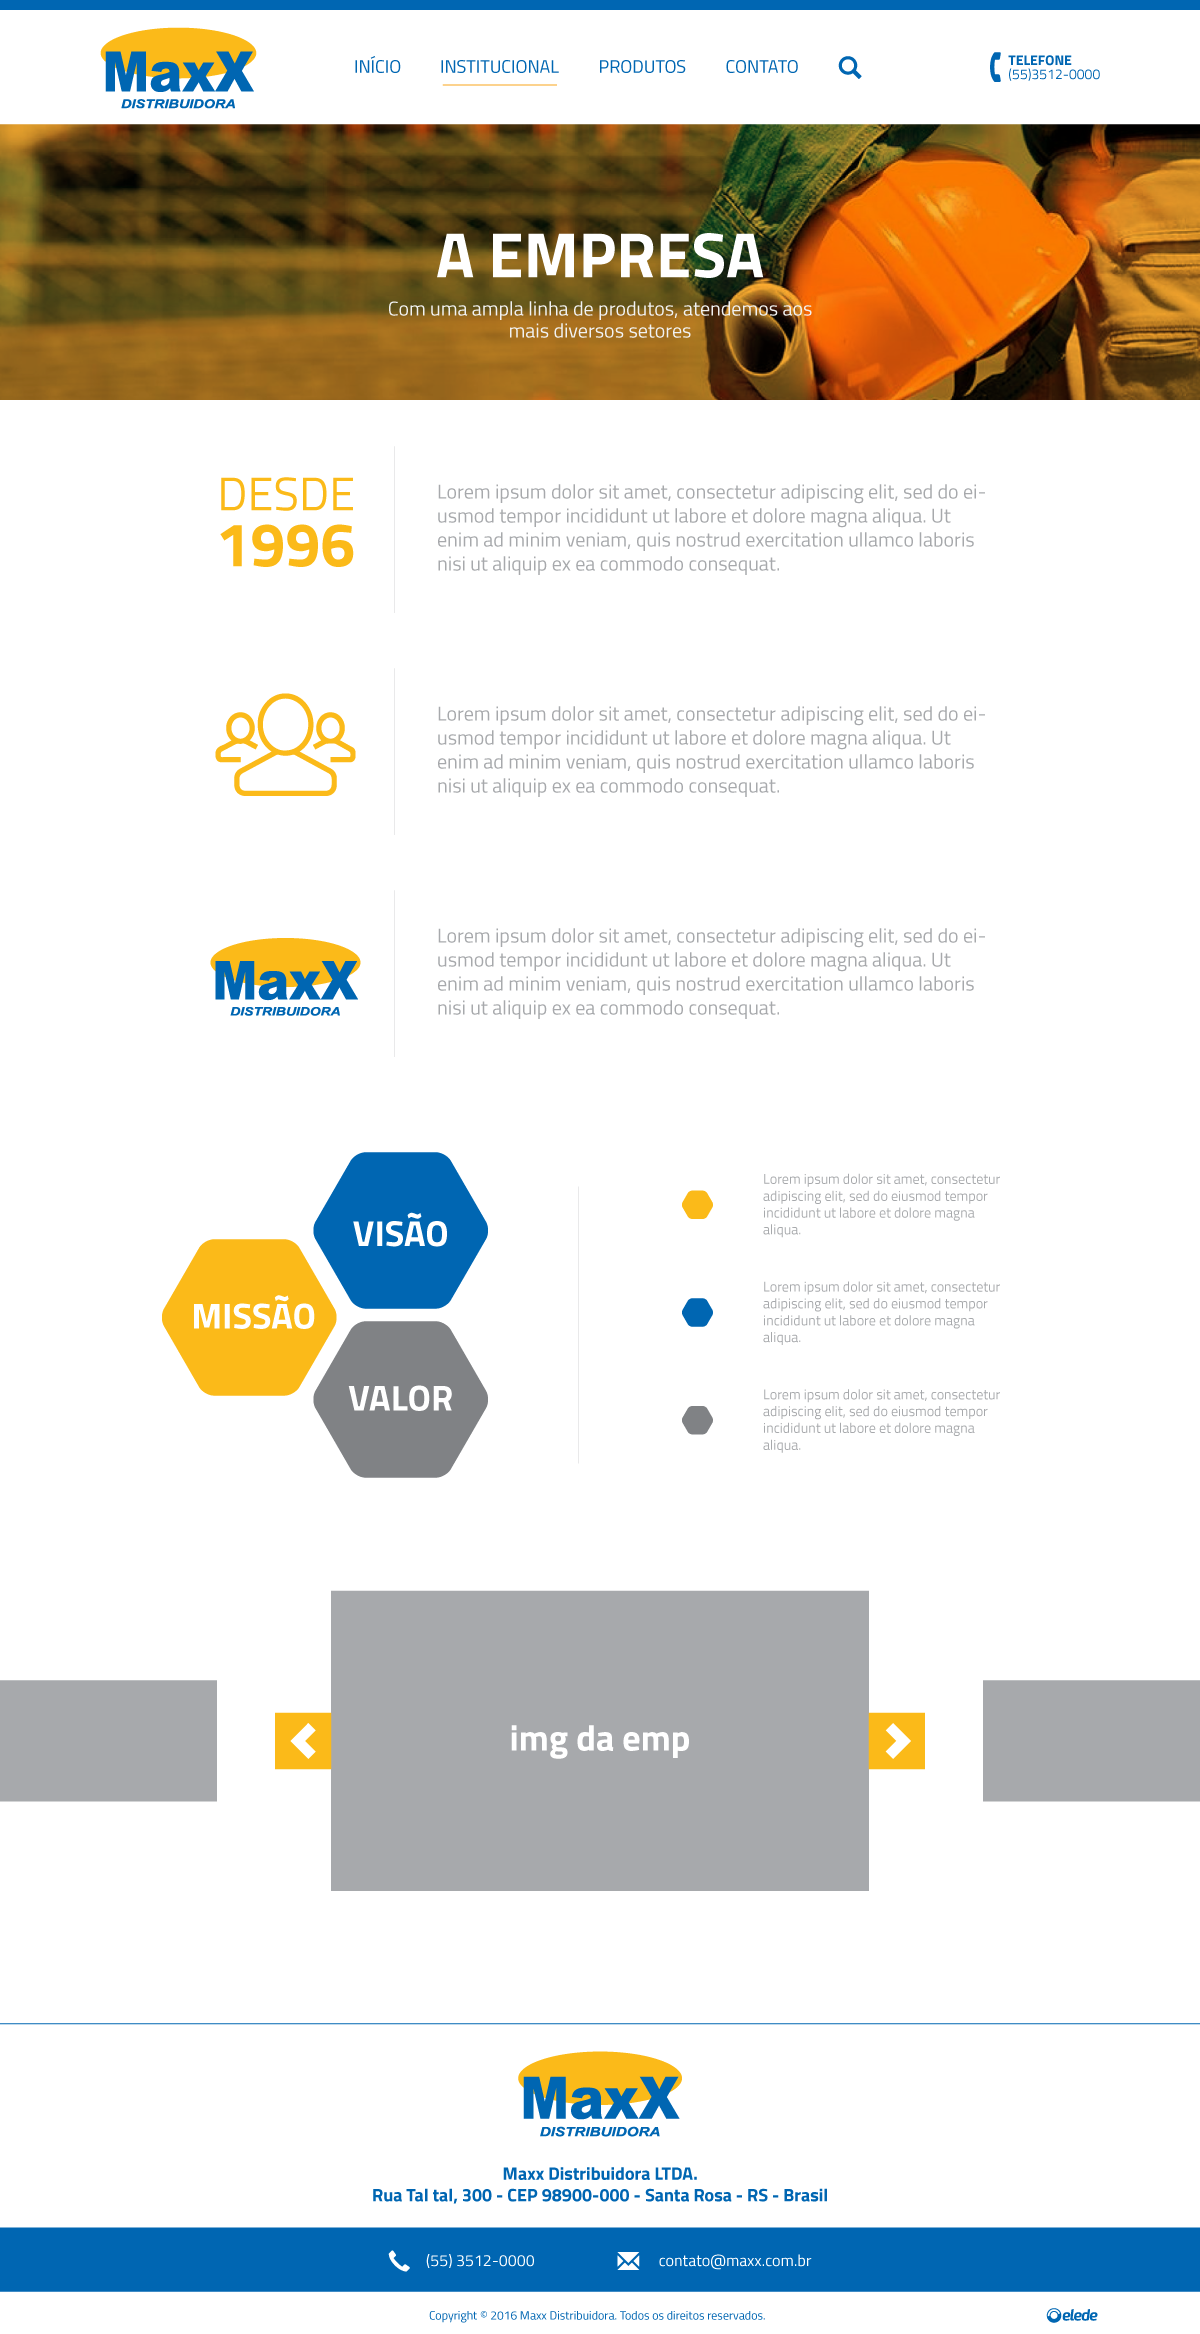 MaxX
DISTRIBUIDORA
INÍCIO
INSTITUCIONAL
PRODUTOS
CONTATO
TELEFONE
(55)3512-0000
A EMPRESA
Com uma ampla linha de produtos, atendemos aos
mais diversos setores
DESDE
1996
Lorem ipsum dolor sit amet, consectetur adipiscing elit, sed do ei-
usmod tempor incididunt ut labore et dolore magna aliqua. Ut
enim ad minim veniam, quis nostrud exercitation ullamco laboris
nisi ut aliquip ex ea commodo consequat.
Lorem ipsum dolor sit amet, consectetur adipiscing elit, sed do ei-
usmod tempor incididunt ut labore et dolore magna aliqua. Ut
enim ad minim veniam, quis nostrud exercitation ullamco laboris
nisi ut aliquip ex ea commodo consequat.
MaxX
DISTRIBUIDORA
Lorem ipsum dolor sit amet, consectetur adipiscing elit, sed do ei-
usmod tempor incididunt ut labore et dolore magna aliqua. Ut
enim ad minim veniam, quis nostrud exercitation ullamco laboris
nisi ut aliquip ex ea commodo consequat.
VISÃO
MISSÃO
VALOR
Lorem ipsum dolor sit amet, consectetur
adipiscing elit, sed do eiusmod tempor
incididunt ut labore et dolore magna
aliqua.
Lorem ipsum dolor sit amet, consectetur
adipiscing elit, sed do eiusmod tempor
incididunt ut labore et dolore magna
aliqua.
Lorem ipsum dolor sit amet, consectetur
adipiscing elit, sed do eiusmod tempor
incididunt ut labore et dolore magna
aliqua.
img da emp
MaxX
DISTRIBUIDORA
Maxx Distribuidora LTDA.
Rua Tal tal, 300 - CEP 98900-000 - Santa Rosa - RS - Brasil
(55) 3512-0000
contato@maxx.com.br
Copyright © 2016 Maxx Distribuidora. Todos os direitos reservados.
elede